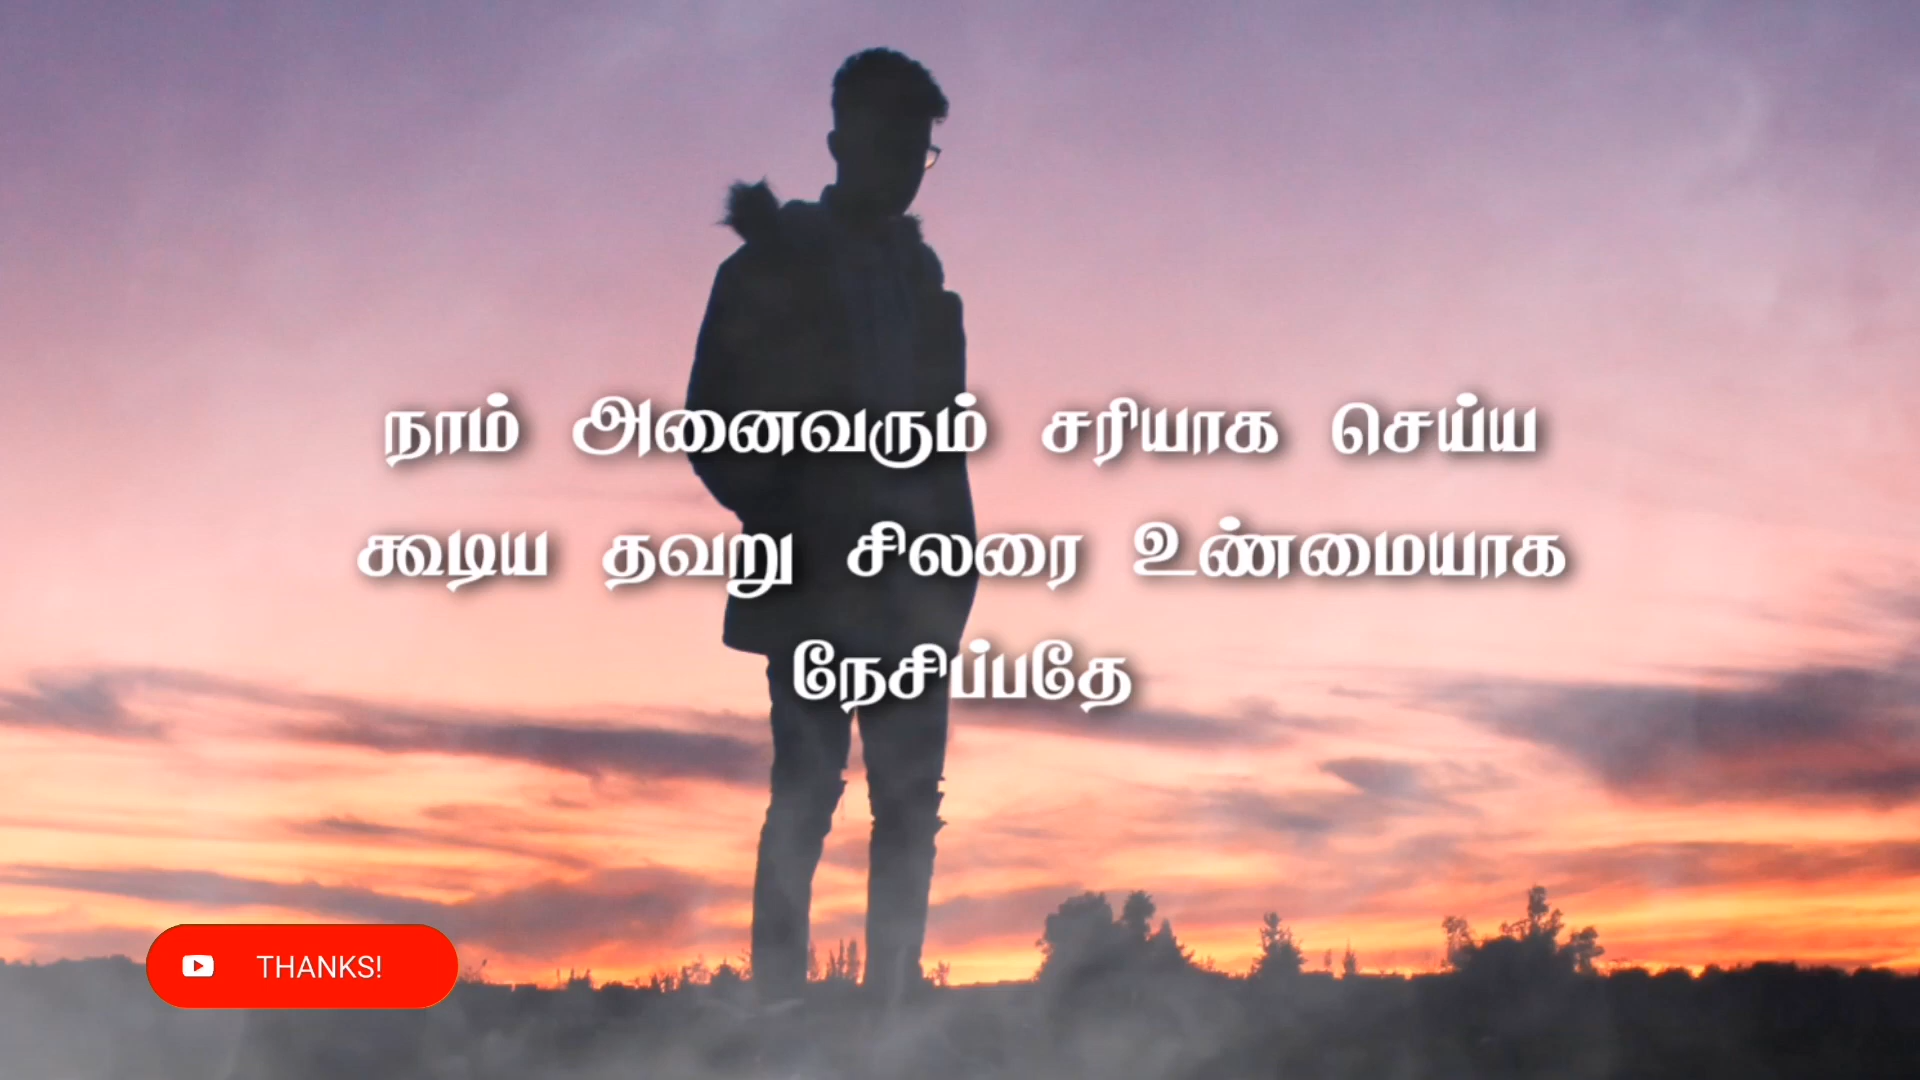 நாம் அனைவரும் சரியாக செய்ய
கூடிய தவறு சிலரை உண்மையாக
நேசிப்பதே
THANKS!